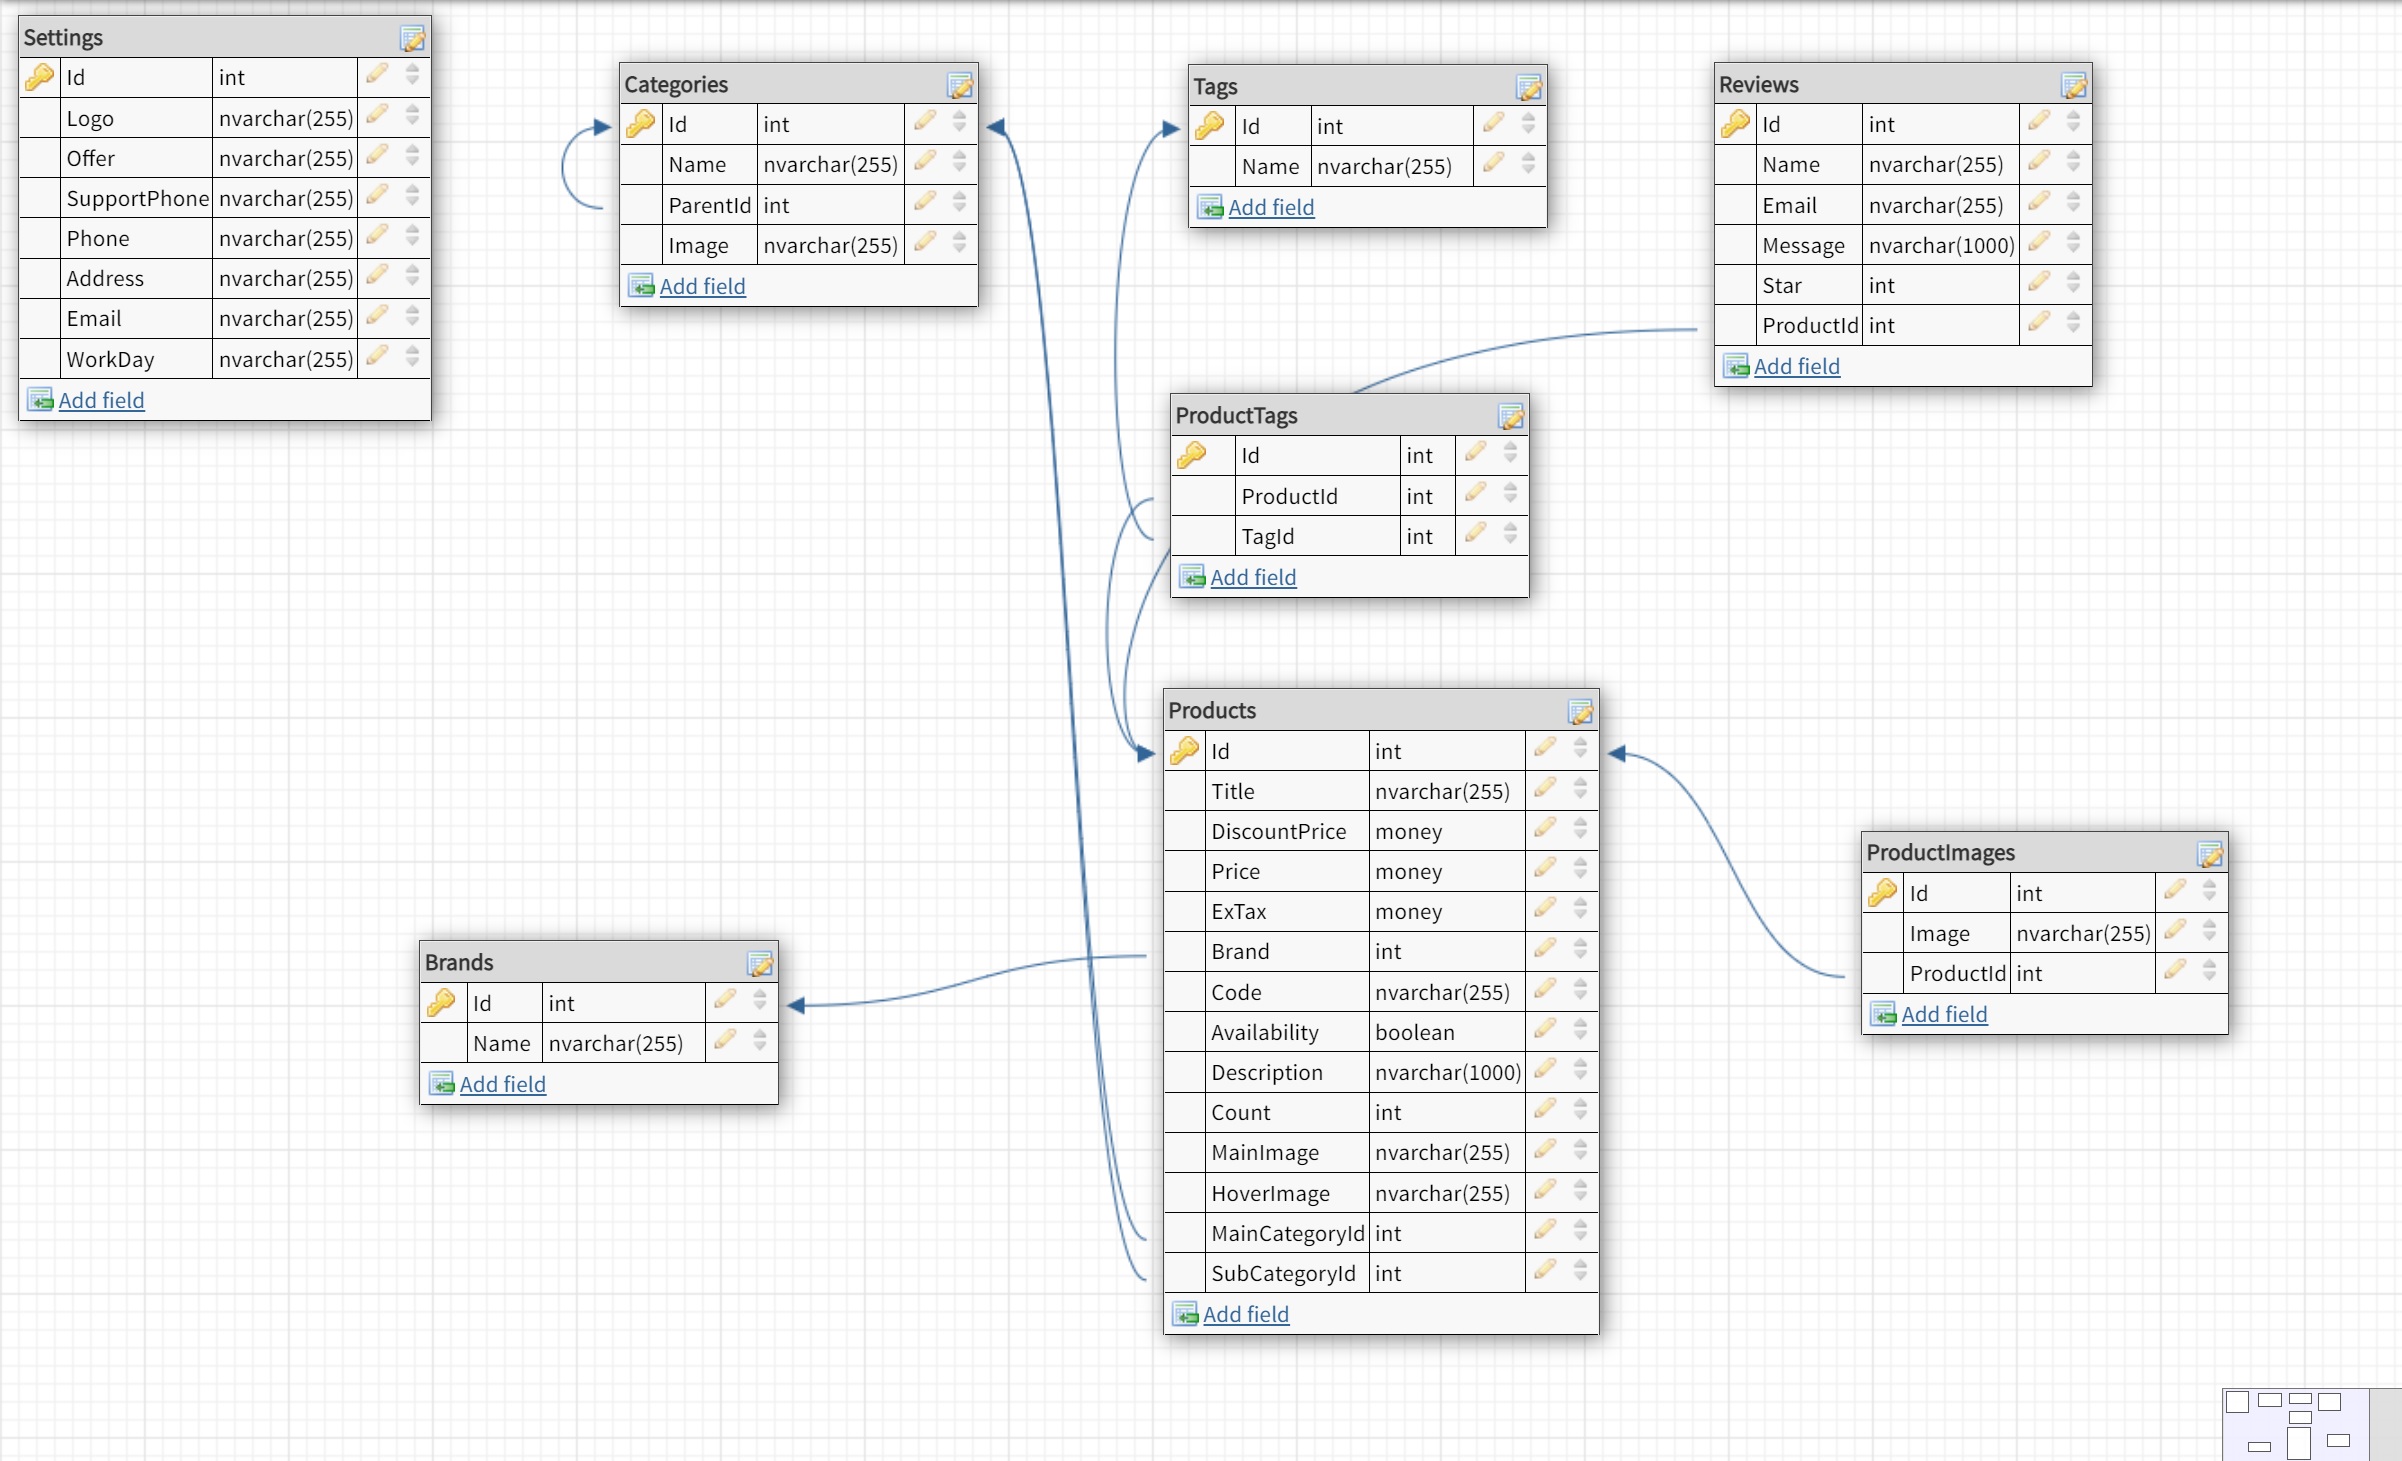 Settings
Id int
Logo nvarchar(255)
Offer nvarchar(255)
SupportPhone nvarchar(255)
Phone nvarchar(255)
Address nvarchar(255)
Email nvarchar(255)
WorkDay nvarchar(255)
Add field
Categories
Id int
Name nvarchar(255)
ParentId int
Image nvarchar(255)
Add field
Tags
Id int
Name nvarchar(255)
Add field
Reviews
Id int
Name nvarchar(255)
Email nvarchar(255)
Message nvarchar(1000)
Star int
ProductId int
Add field
ProductTags
Id int
ProductId int
TagId int
Add field
Products
Id int
Title nvarchar(255)
DiscountPrice money
Price money
ExTax money
Brand int
Code nvarchar(255)
Availability boolean
Description nvarchar(1000)
Count int
MainImage nvarchar(255)
HoverImage nvarchar(255)
MainCategoryId int
SubCategoryId int
Add field
ProductImages
Id int
Image nvarchar(255)
ProductId int
Add field
Brands
Id int
Name nvarchar(255)
Add field